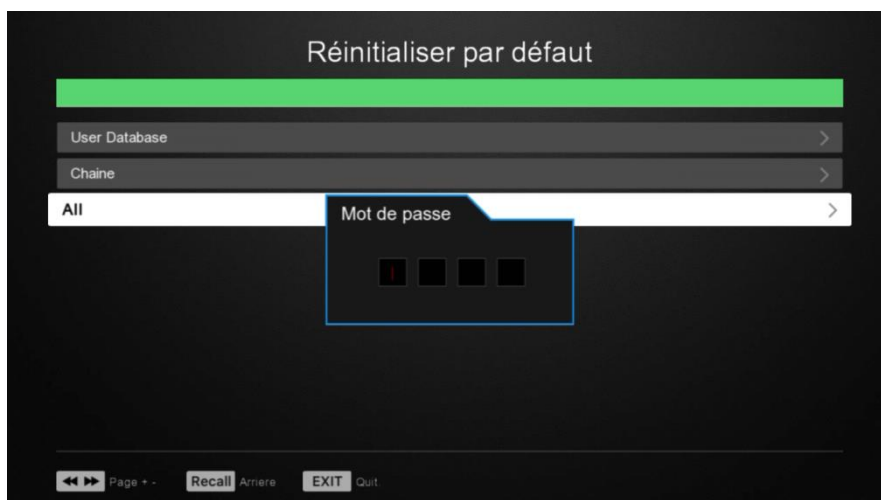 Réinitialiser par défaut
User Database
Chaine
All
Mot de passe
Page + - Recall Arriere EXIT Quit